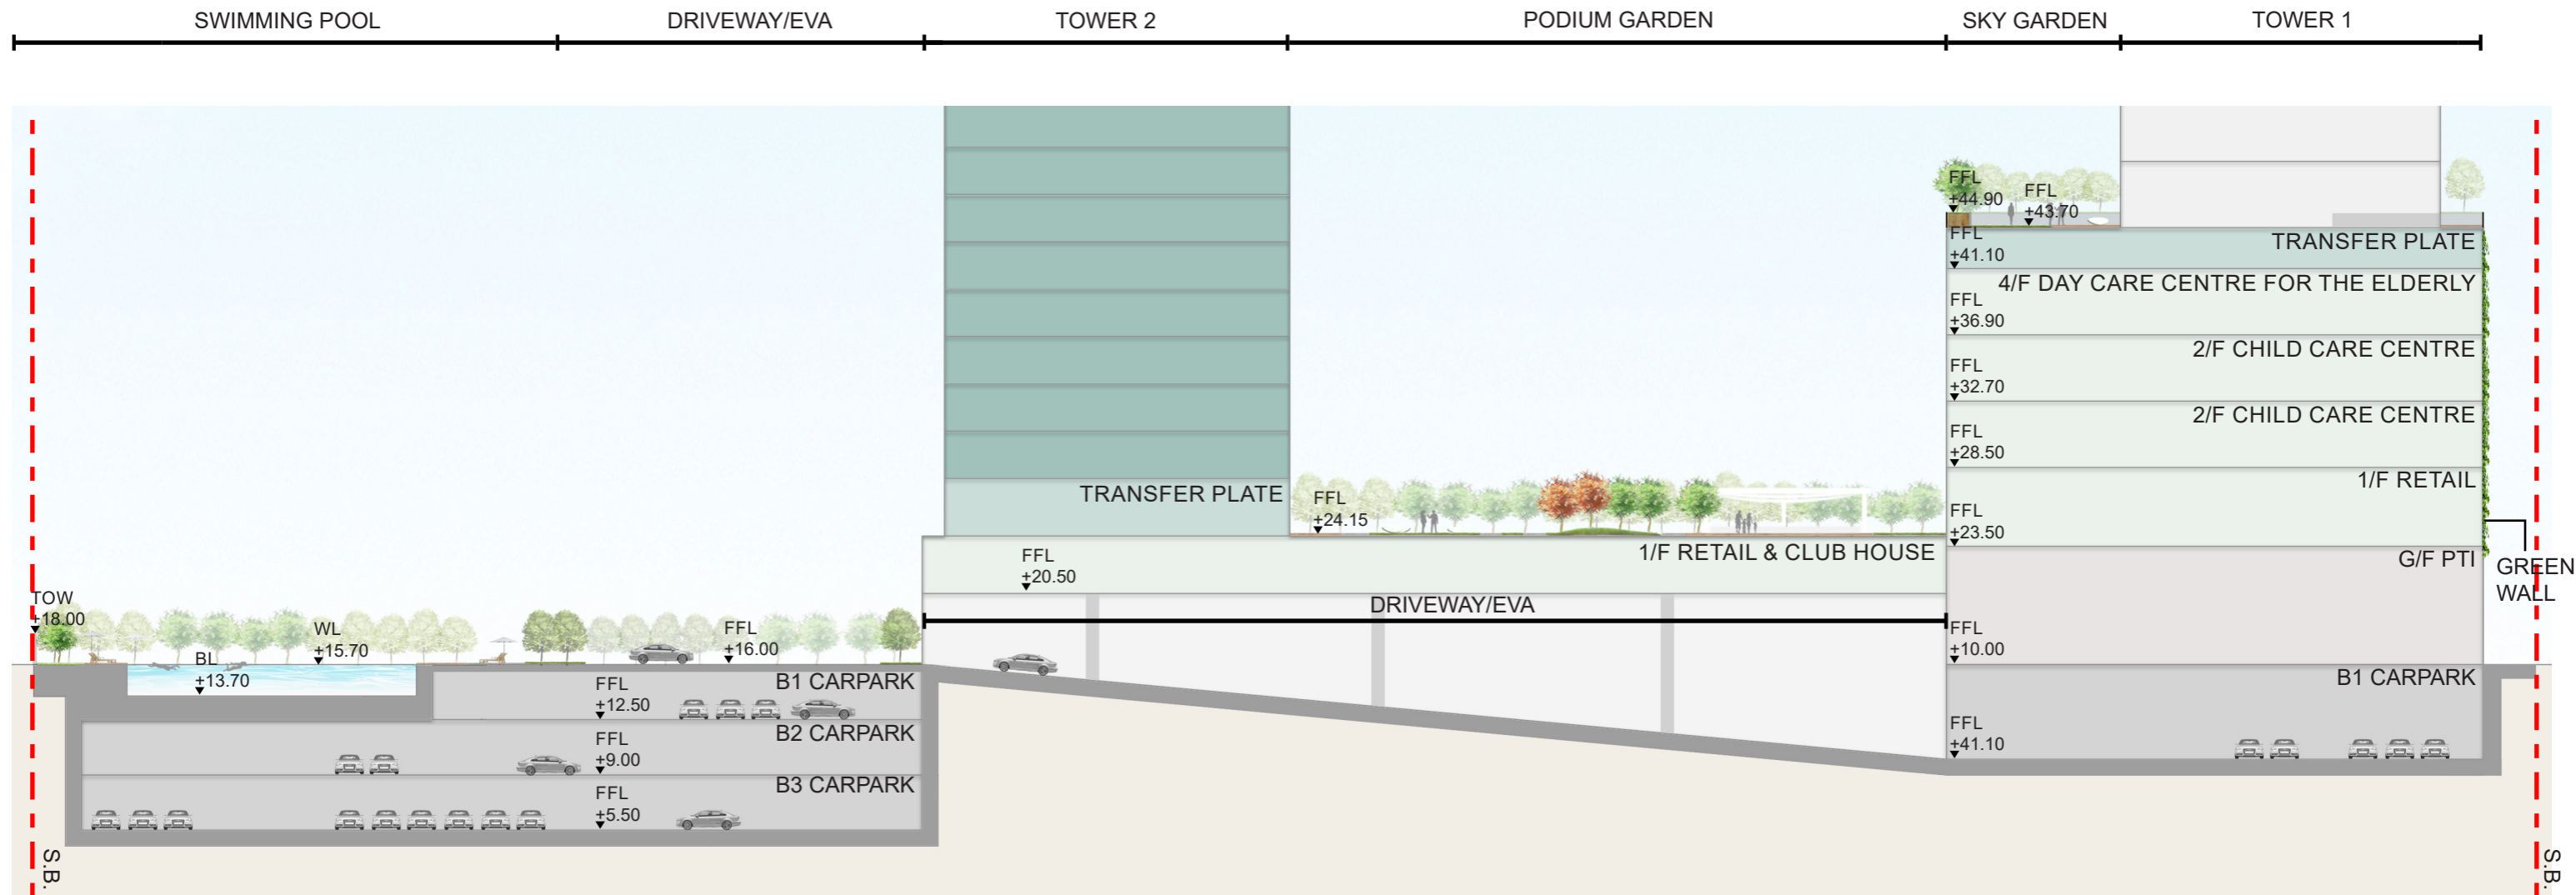 SWIMMING POOL
DRIVEWAY/EVA
TOWER 2
PODIUM GARDEN
SKY GARDEN
TOWER 1
FFL
+44.90
FFL
+43.70
FFL
+41.10
TRANSFER PLATE
4/F DAY CARE CENTRE FOR THE ELDERLY
FFL
+36.90
2/F CHILD CARE CENTRE
FFL
+32.70
2/F CHILD CARE CENTRE
FFL
+28.50
1/F RETAIL
FFL
+23.50
G/F PTI
GREEN
WALL
FFL
+10.00
B1 CARPARK
FFL
+41.10
TRANSFER PLATE
FFL
+24.15
1/F RETAIL & CLUB HOUSE
FFL
+20.50
DRIVEWAY/EVA
TOW
+18.00
WL
+15.70
BL
+13.70
FFL
+16.00
B1 CARPARK
FFL
+12.50
B2 CARPARK
FFL
+9.00
B3 CARPARK
FFL
+5.50
S.B.
S.B.